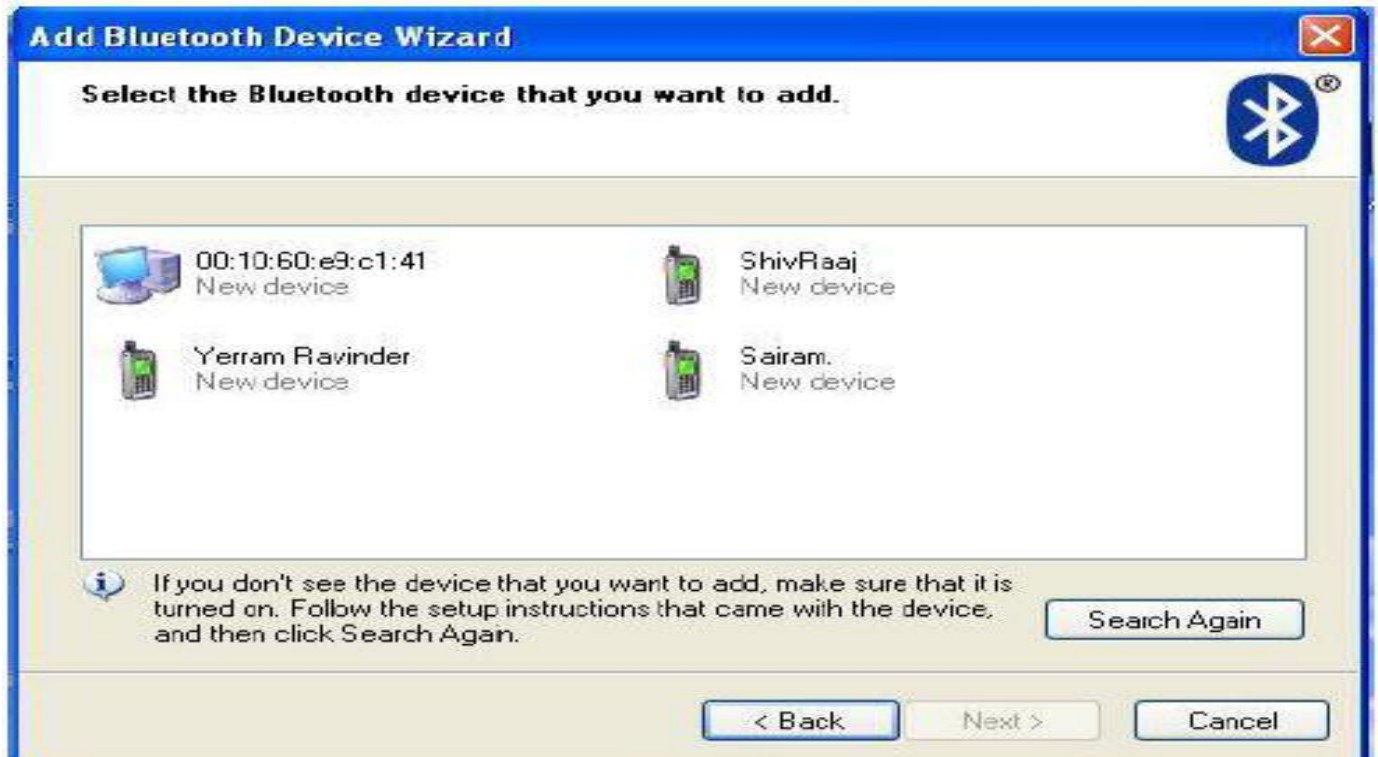 Add Bluetooth Device Wizard
Select the Bluetooth device that you want to add.
®
00:10:60:e9:c1:41
New device
ShivRaaj
New device
Yerram Ravinder
New device
Sairam.
New device
If you don't see the device that you want to add, make sure that it is
turned on. Follow the setup instructions that came with the device,
and then click Search Again.
Search Again
< Back
Next >
Cancel